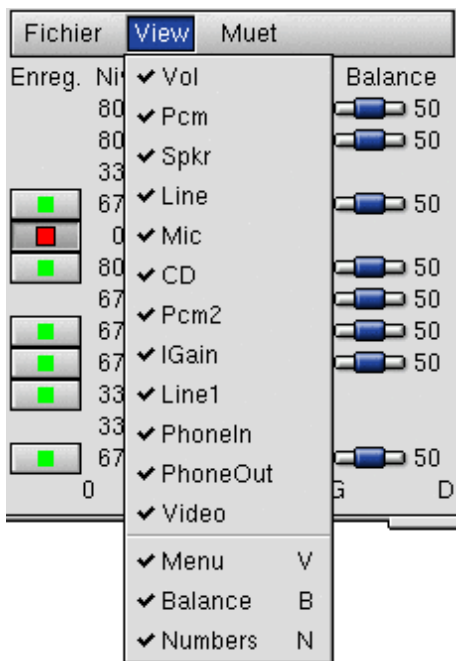 Fichier View Muet
Enreg. Ni Balance
80 50
80 50
33
67 50
0
80 50
67 50
67 50
67 50
33
33
67 50
0 G D
Vol
Pcm
Spkr
Line
Mic
CD
Pcm2
IGain
Line1
PhoneIn
PhoneOut
Video
Menu V
Balance B
Numbers N